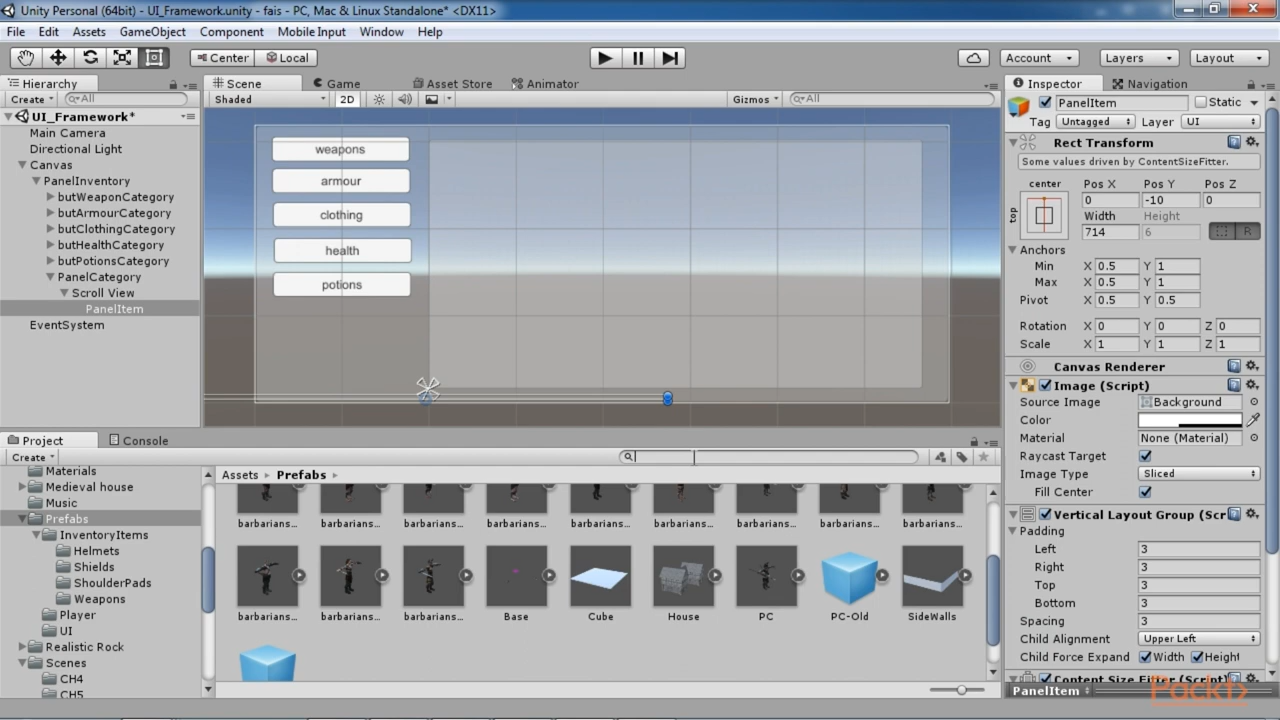 Unity Personal (64bit) - UI_Framework.unity - fais - PC, Mac & Linux Standalone* <DX11>
File Edit Assets GameObject Component Mobile Input Window Help
Center Local Account Layers Layout
Hierarchy
Create All
UI_Framework*
Main Camera
Directional Light
Canvas
PanelInventory
butWeaponCategory
butArmourCategory
butClothingCategory
butHealthCategory
butPotionsCategory
PanelCategory
Scroll View
PanelItem
EventSystem
Scene Game Asset Store Animator
Shaded 2D Gizmos All
weapons
armour
clothing
health
potions
Inspector Navigation
PanelItem Static
Tag Untagged Layer UI
Rect Transform
Some values driven by ContentSizeFitter.
center Pos X Pos Y Pos Z
top 0 -10 0
Width Height
714 6 R
Anchors
Min X 0.5 Y 1
Max X 0.5 Y 1
Pivot X 0.5 Y 0.5
Rotation X 0 Y 0 Z 0
Scale X 1 Y 1 Z 1
Canvas Renderer
Image (Script)
Source Image Background
Color
Material None (Material)
Raycast Target
Image Type Sliced
Fill Center
Vertical Layout Group (Scr
Padding
Left 3
Right 3
Top 3
Bottom 3
Spacing 3
Child Alignment Upper Left
Child Force Expand Width Height
Content Size Fitter (Script)
PanelItem
Packt
Project Console
Create
Materials
Medieval house
Music
Prefabs
InventoryItems
Helmets
Shields
ShoulderPads
Weapons
Player
UI
Realistic Rock
Scenes
CH4
CH5
Assets Prefabs
barbarians... barbarians... barbarians... barbarians... barbarians... barbarians... barbarians... barbarians... barbarians...
barbarians... barbarians... barbarians... Base Cube House PC PC-Old SideWalls